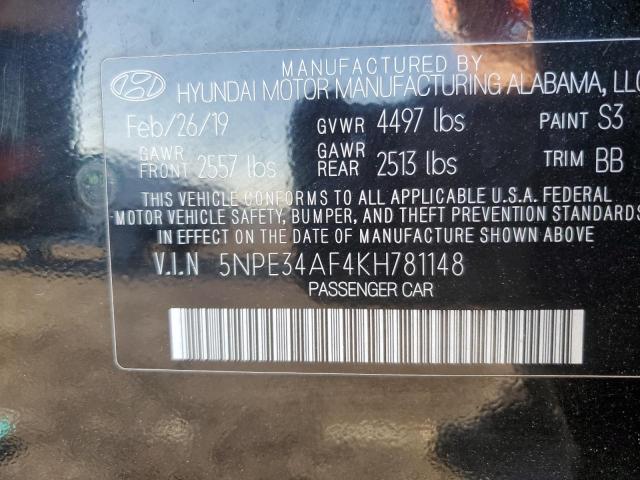 MANUFACTURED BY
HYUNDAI MOTOR MANUFACTURING ALABAMA, LLC
Feb/26/19 GVWR 4497 lbs PAINT S3
GAWR FRONT 2557 lbs GAWR REAR 2513 lbs TRIM BB
THIS VEHICLE CONFORMS TO ALL APPLICABLE U.S.A. FEDERAL
MOTOR VEHICLE SAFETY, BUMPER, AND THEFT PREVENTION STANDARDS
IN EFFECT ON THE DATE OF MANUFACTURE SHOWN ABOVE
V.I.N 5NPE34AF4KH781148
PASSENGER CAR